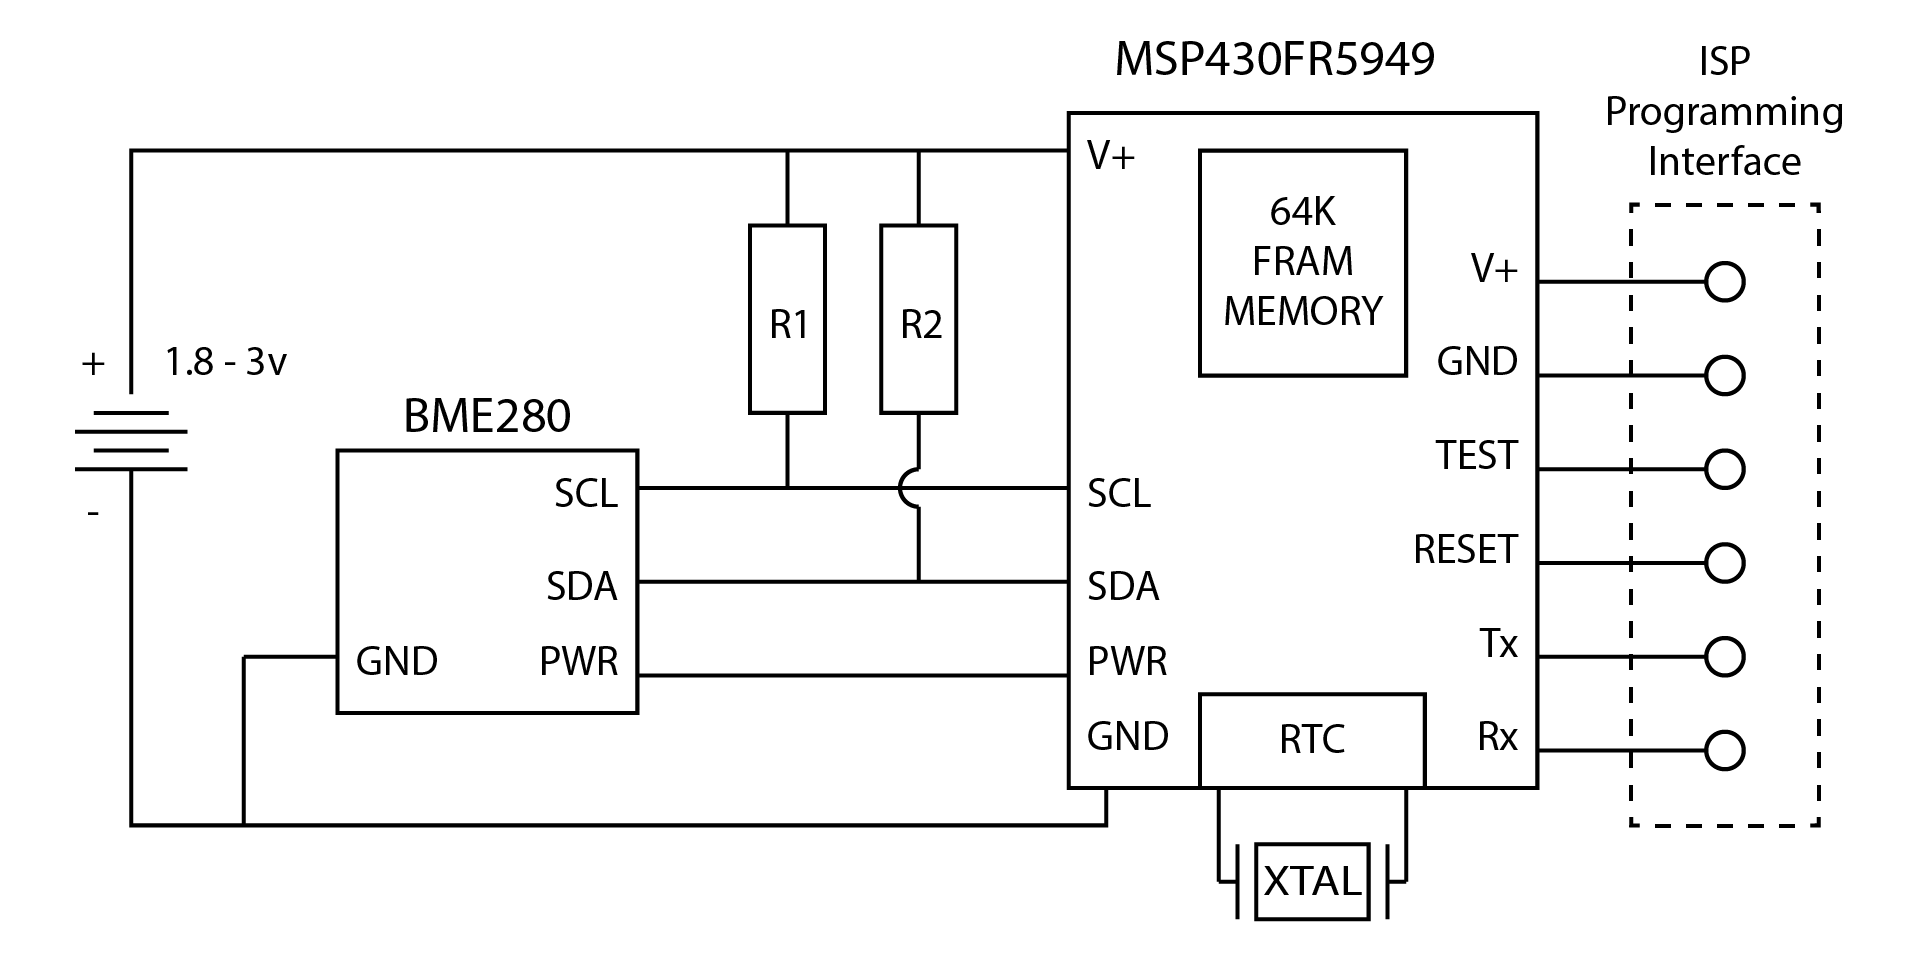 MSP430FR5949
ISP
Programming
Interface
V+
64K
FRAM
MEMORY
V+
R1
R2
+ 1.8 - 3v
GND
BME280
TEST
SCL
SCL
-
RESET
SDA
SDA
Tx
GND
PWR
PWR
GND
RTC
Rx
XTAL